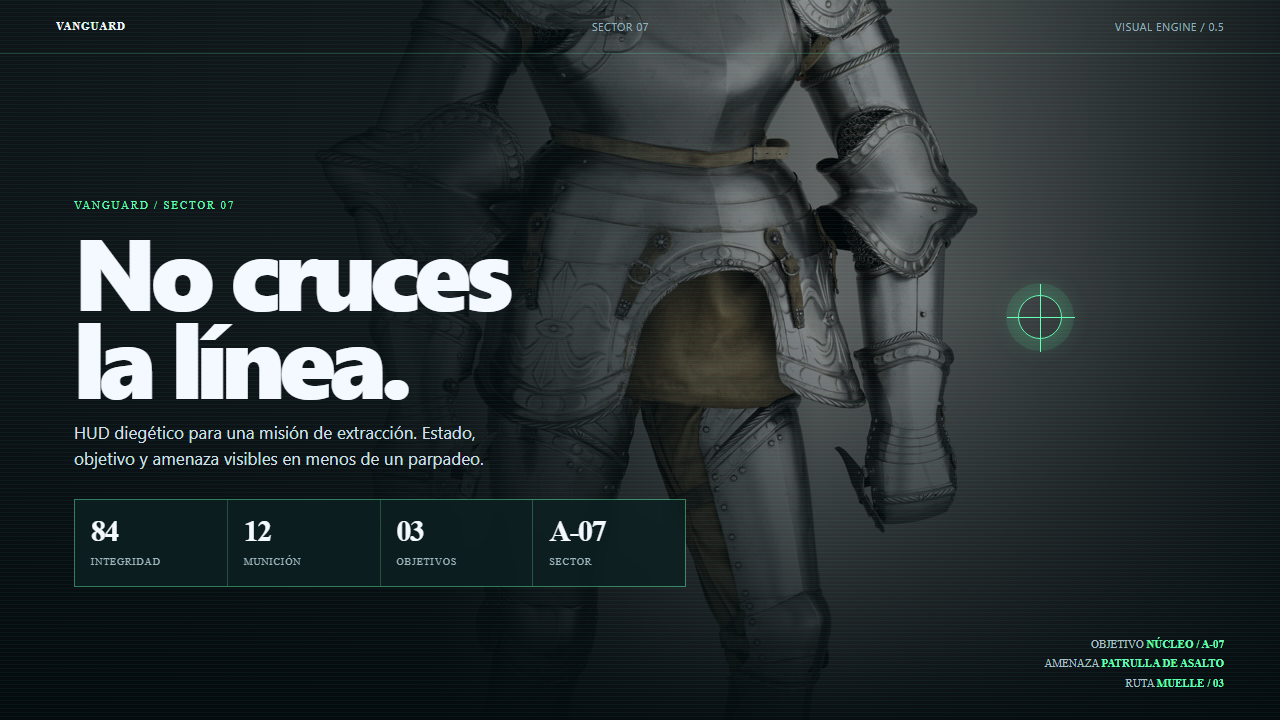 VANGUARD
SECTOR 07
VISUAL ENGINE / 0.5
VANGUARD / SECTOR 07
No cruces
la línea.
HUD diegético para una misión de extracción. Estado,
objetivo y amenaza visibles en menos de un parpadeo.
84
INTEGRIDAD
12
MUNICIÓN
03
OBJETIVOS
A-07
SECTOR
OBJETIVO NÚCLEO / A-07
AMENAZA PATRULLA DE ASALTO
RUTA MUELLE / 03